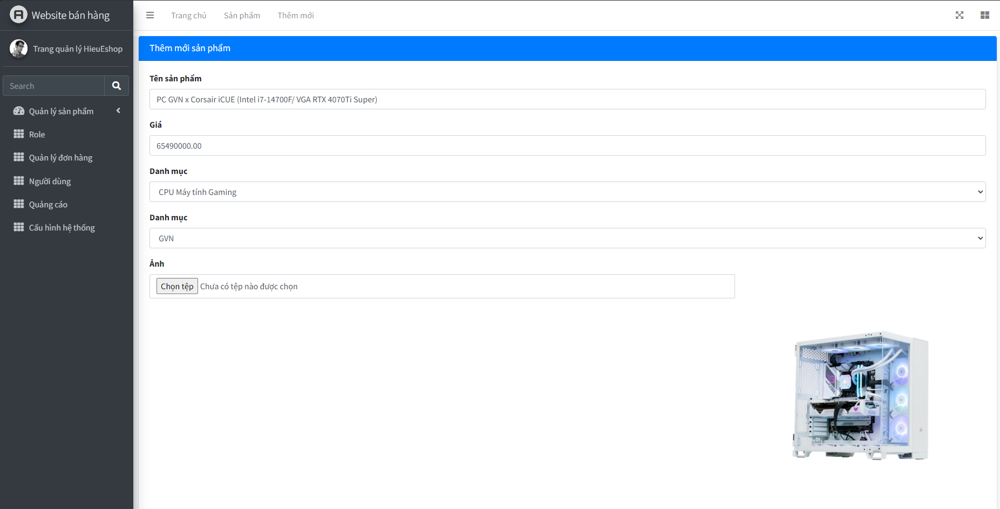 Website bán hàng
Trang quản lý HieuEshop
Search
Quản lý sản phẩm
Role
Quản lý đơn hàng
Người dùng
Quảng cáo
Cấu hình hệ thống
Trang chủ
Sản phẩm
Thêm mới
Thêm mới sản phẩm
Tên sản phẩm
PC GVN x Corsair iCUE (Intel i7-14700F/ VGA RTX 4070Ti Super)
Giá
65490000.00
Danh mục
CPU Máy tính Gaming
Danh mục
GVN
Ảnh
Chọn tệp Chưa có tệp nào được chọn